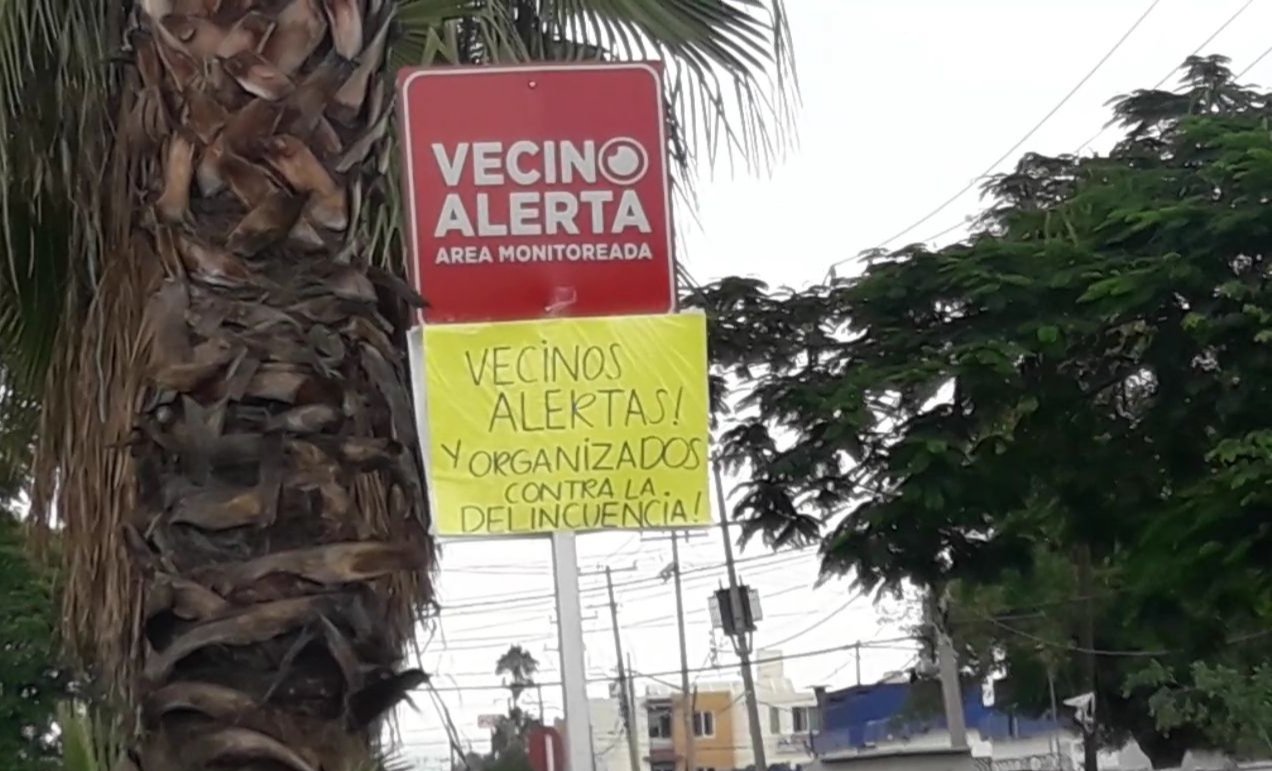 VECINO
ALERTA
AREA MONITOREADA
VECINOS
ALERTAS!
Y ORGANIZADOS
CONTRA LA
DELINCUENCIA!